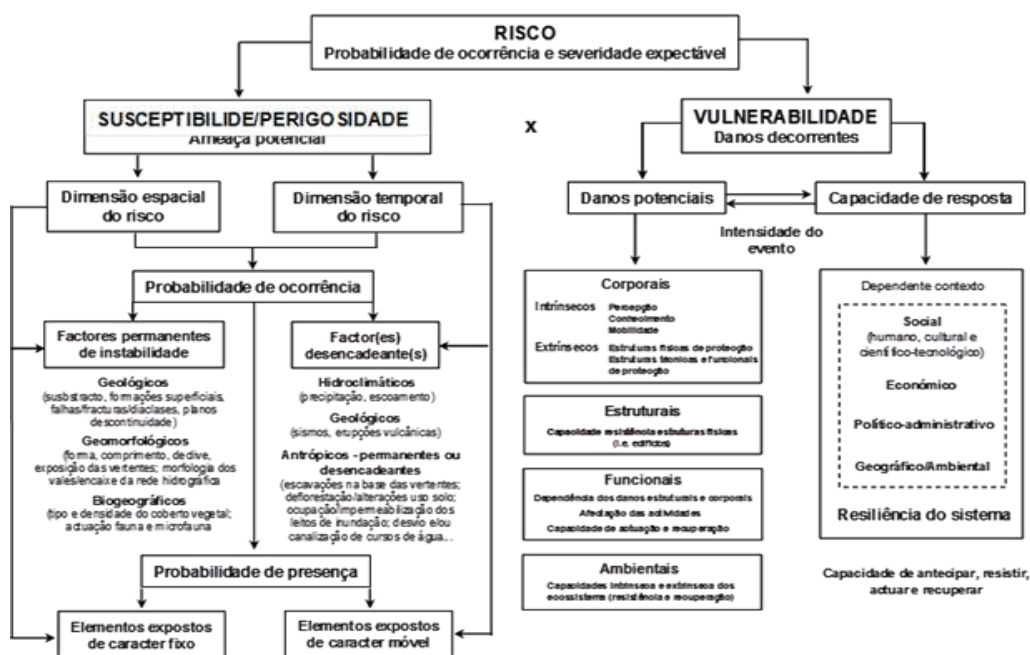 RISCO
Probabilidade de ocorrência e severidade expectável
SUSCEPTIBILIDE/PERIGOSIDADE
Ameaça potencial
x
VULNERABILIDADE
Danos decorrentes
Dimensão espacial
do risco
Dimensão temporal
do risco
Danos potenciais
Capacidade de resposta
Intensidade do
evento
Probabilidade de ocorrência
Factores permanentes
de instabilidade
Factor(es)
desencadeante(s)
Geológicos
(susbstracto, formações superficiais,
falhas/fracturas/diáclases, planos
descontinuidade)
Geomorfológicos
(forma, comprimento, declive,
exposição das vertentes; morfologia dos
vales/encaixe da rede hidrográfica
Biogeográficos
(tipo e densidade do coberto vegetal;
actuação fauna e microfauna
Hidroclimáticos
(precipitação, escoamento)
Geológicos
(sismos, erupções vulcânicas)
Antrópicos - permanentes ou
desencadeantes
(escavações na base das vertentes;
deflorestação/alterações uso solo;
ocupação/impermeabilização dos
leitos de inundação; desvio e/ou
canalização de cursos de água...
Probabilidade de presença
Elementos expostos
de caracter fixo
Elementos expostos
de caracter móvel
Corporais
Intrínsecos
Percepção
Conhecimento
Mobilidade
Extrínsecos
Estruturas físicas de protecção
Estruturas técnicas e funcionais
de protecção
Estruturais
Capacidade resistência estruturas físicas
(i.e. edifícios)
Funcionais
Dependência dos danos estruturais e corporais
Afectação das actividades
Capacidade de actuação e recuperação
Ambientais
Capacidades intrínseca e extrínseca dos
ecossistema (resistência e recuperação)
Dependente contexto
Social
(humano, cultural e
científico-tecnológico)
Económico
Político-administrativo
Geográfico/Ambiental
Resiliência do sistema
Capacidade de antecipar, resistir,
actuar e recuperar